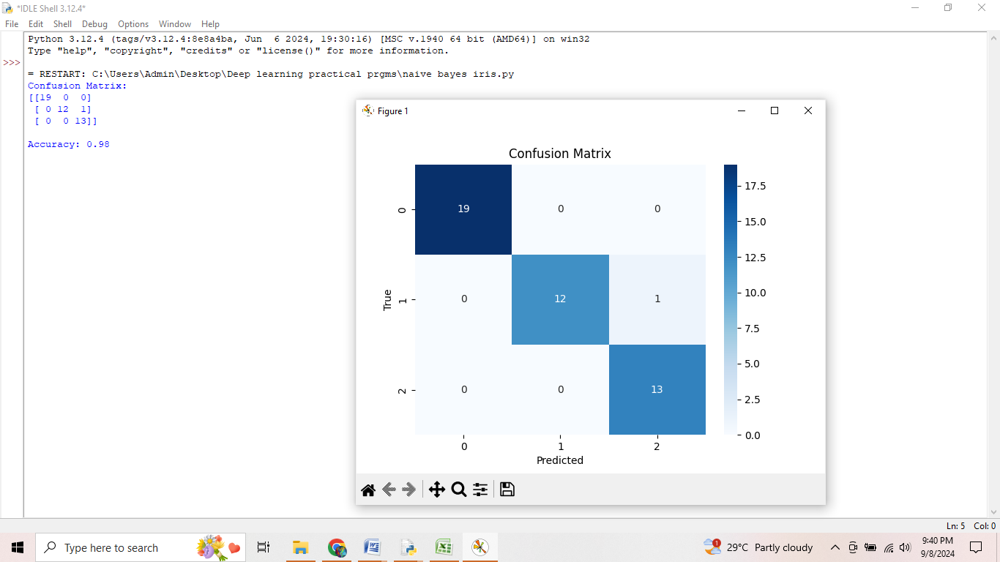 *IDLE Shell 3.12.4*
File Edit Shell Debug Options Window Help
Python 3.12.4 (tags/v3.12.4:8e8a4ba, Jun  6 2024, 19:30:16) [MSC v.1940 64 bit (AMD64)] on win32
Type "help", "copyright", "credits" or "license()" for more information.
>>>
= RESTART: C:\Users\Admin\Desktop\Deep learning practical prgms\naive bayes iris.py
Confusion Matrix:
[[19  0  0]
 [ 0 12  1]
 [ 0  0 13]]
Accuracy: 0.98
Figure 1
Confusion Matrix
17.5
15.0
12.5
10.0
7.5
5.0
2.5
0.0
True
0 19 0 0
1 0 12 1
2 0 0 13
0 1 2
Predicted
Ln: 5 Col: 0
Type here to search
1
29°C Partly cloudy
9:40 PM
9/8/2024